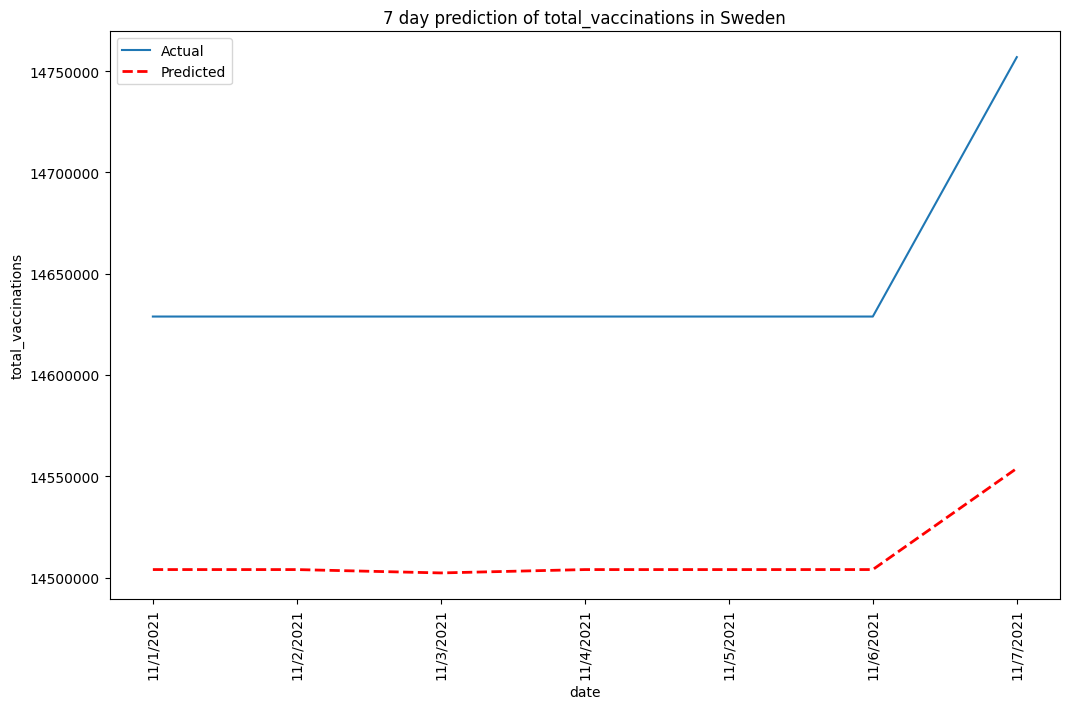 7 day prediction of total_vaccinations in Sweden
Actual
Predicted
14750000
14700000
14650000
14600000
14550000
14500000
total_vaccinations
11/1/2021
11/2/2021
11/3/2021
11/4/2021
11/5/2021
11/6/2021
11/7/2021
date